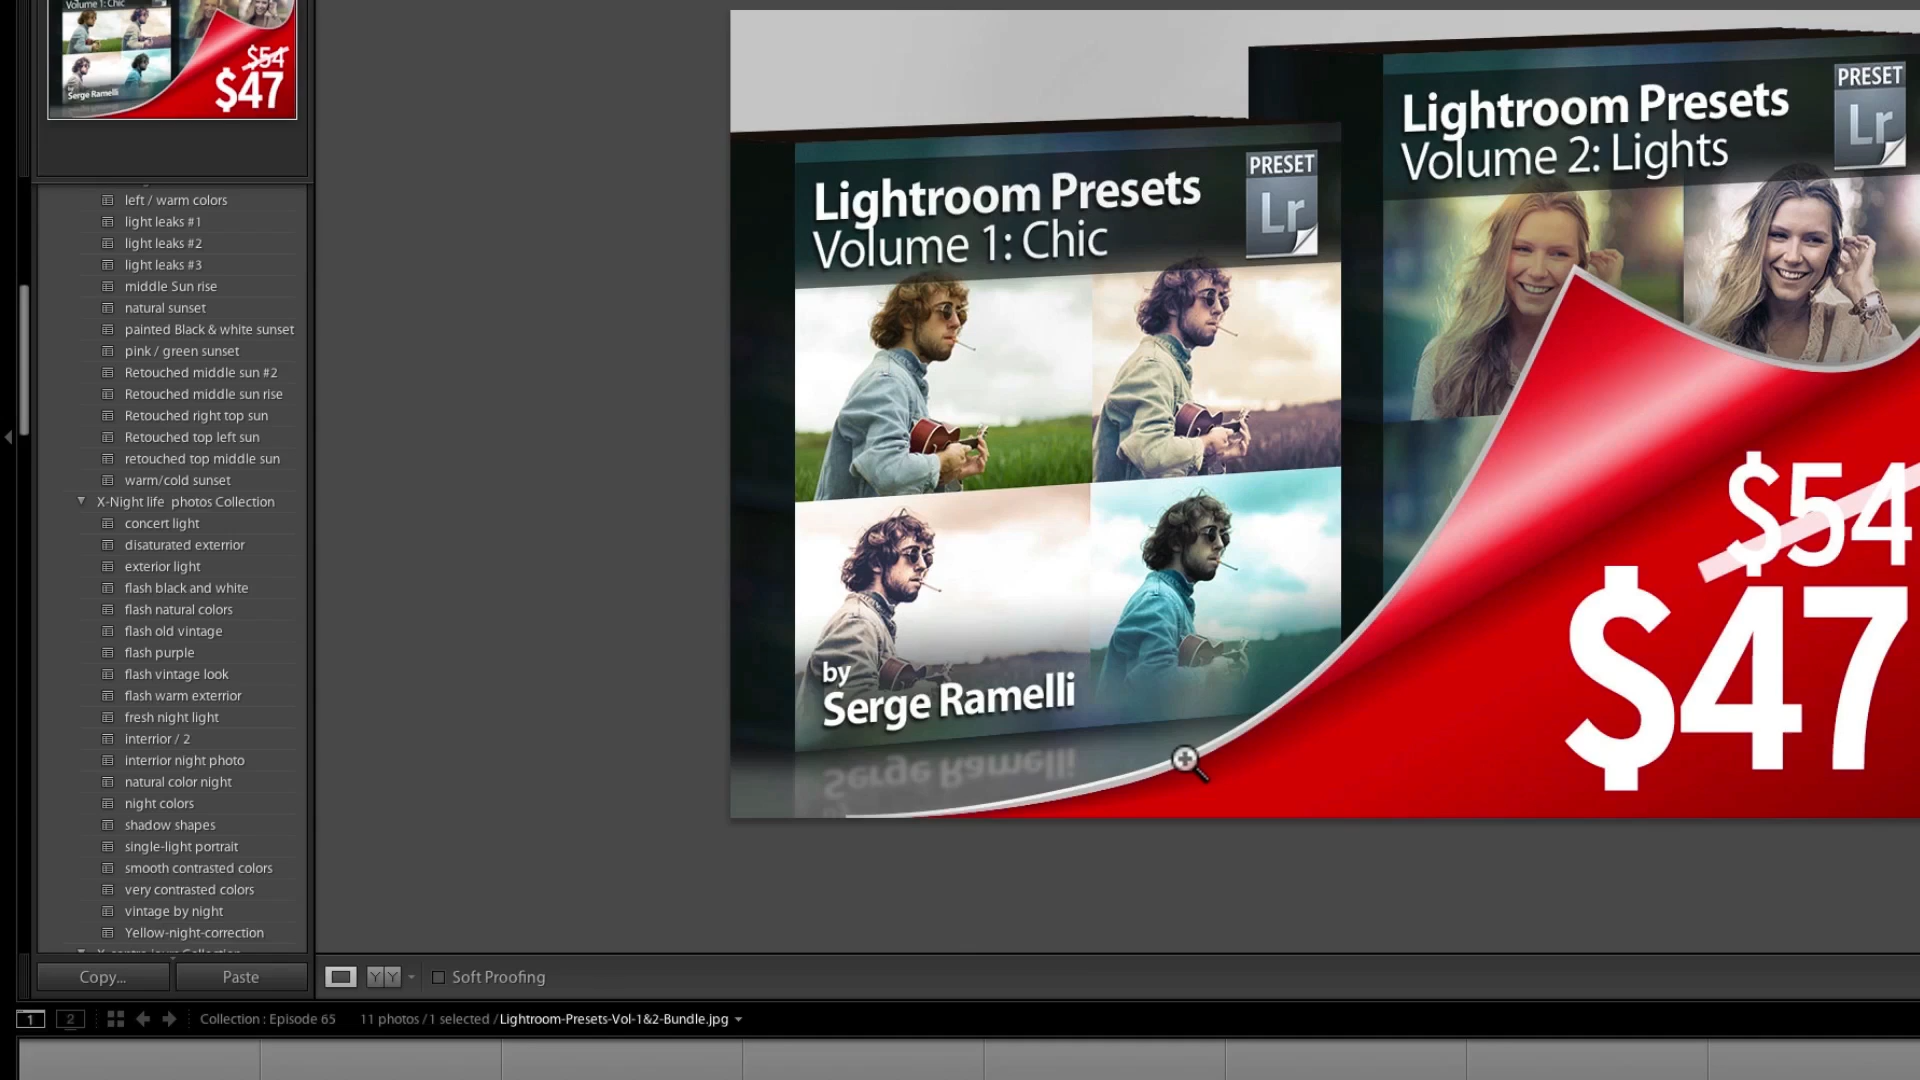 Volume 1: Chic
$54
$47
Serge Ramelli
left / warm colors
light leaks #1
light leaks #2
light leaks #3
middle Sun rise
natural sunset
painted Black & white sunset
pink / green sunset
Retouched middle sun #2
Retouched middle sun rise
Retouched right top sun
Retouched top left sun
retouched top middle sun
warm/cold sunset
X-Night life photos Collection
concert light
disaturated exterrior
exterior light
flash black and white
flash natural colors
flash old vintage
flash purple
flash vintage look
flash warm exterrior
fresh night light
interrior / 2
interrior night photo
natural color night
night colors
shadow shapes
single-light portrait
smooth contrasted colors
very contrasted colors
vintage by night
Yellow-night-correction
Copy...
Paste
Lightroom Presets
Volume 1: Chic
PRESET
Lr
by
Serge Ramelli
Lightroom Presets
Volume 2: Lights
PRESET
Lr
$54
$47
Soft Proofing
1
2
Collection : Episode 65
11 photos / 1 selected / Lightroom-Presets-Vol-1&2-Bundle.jpg